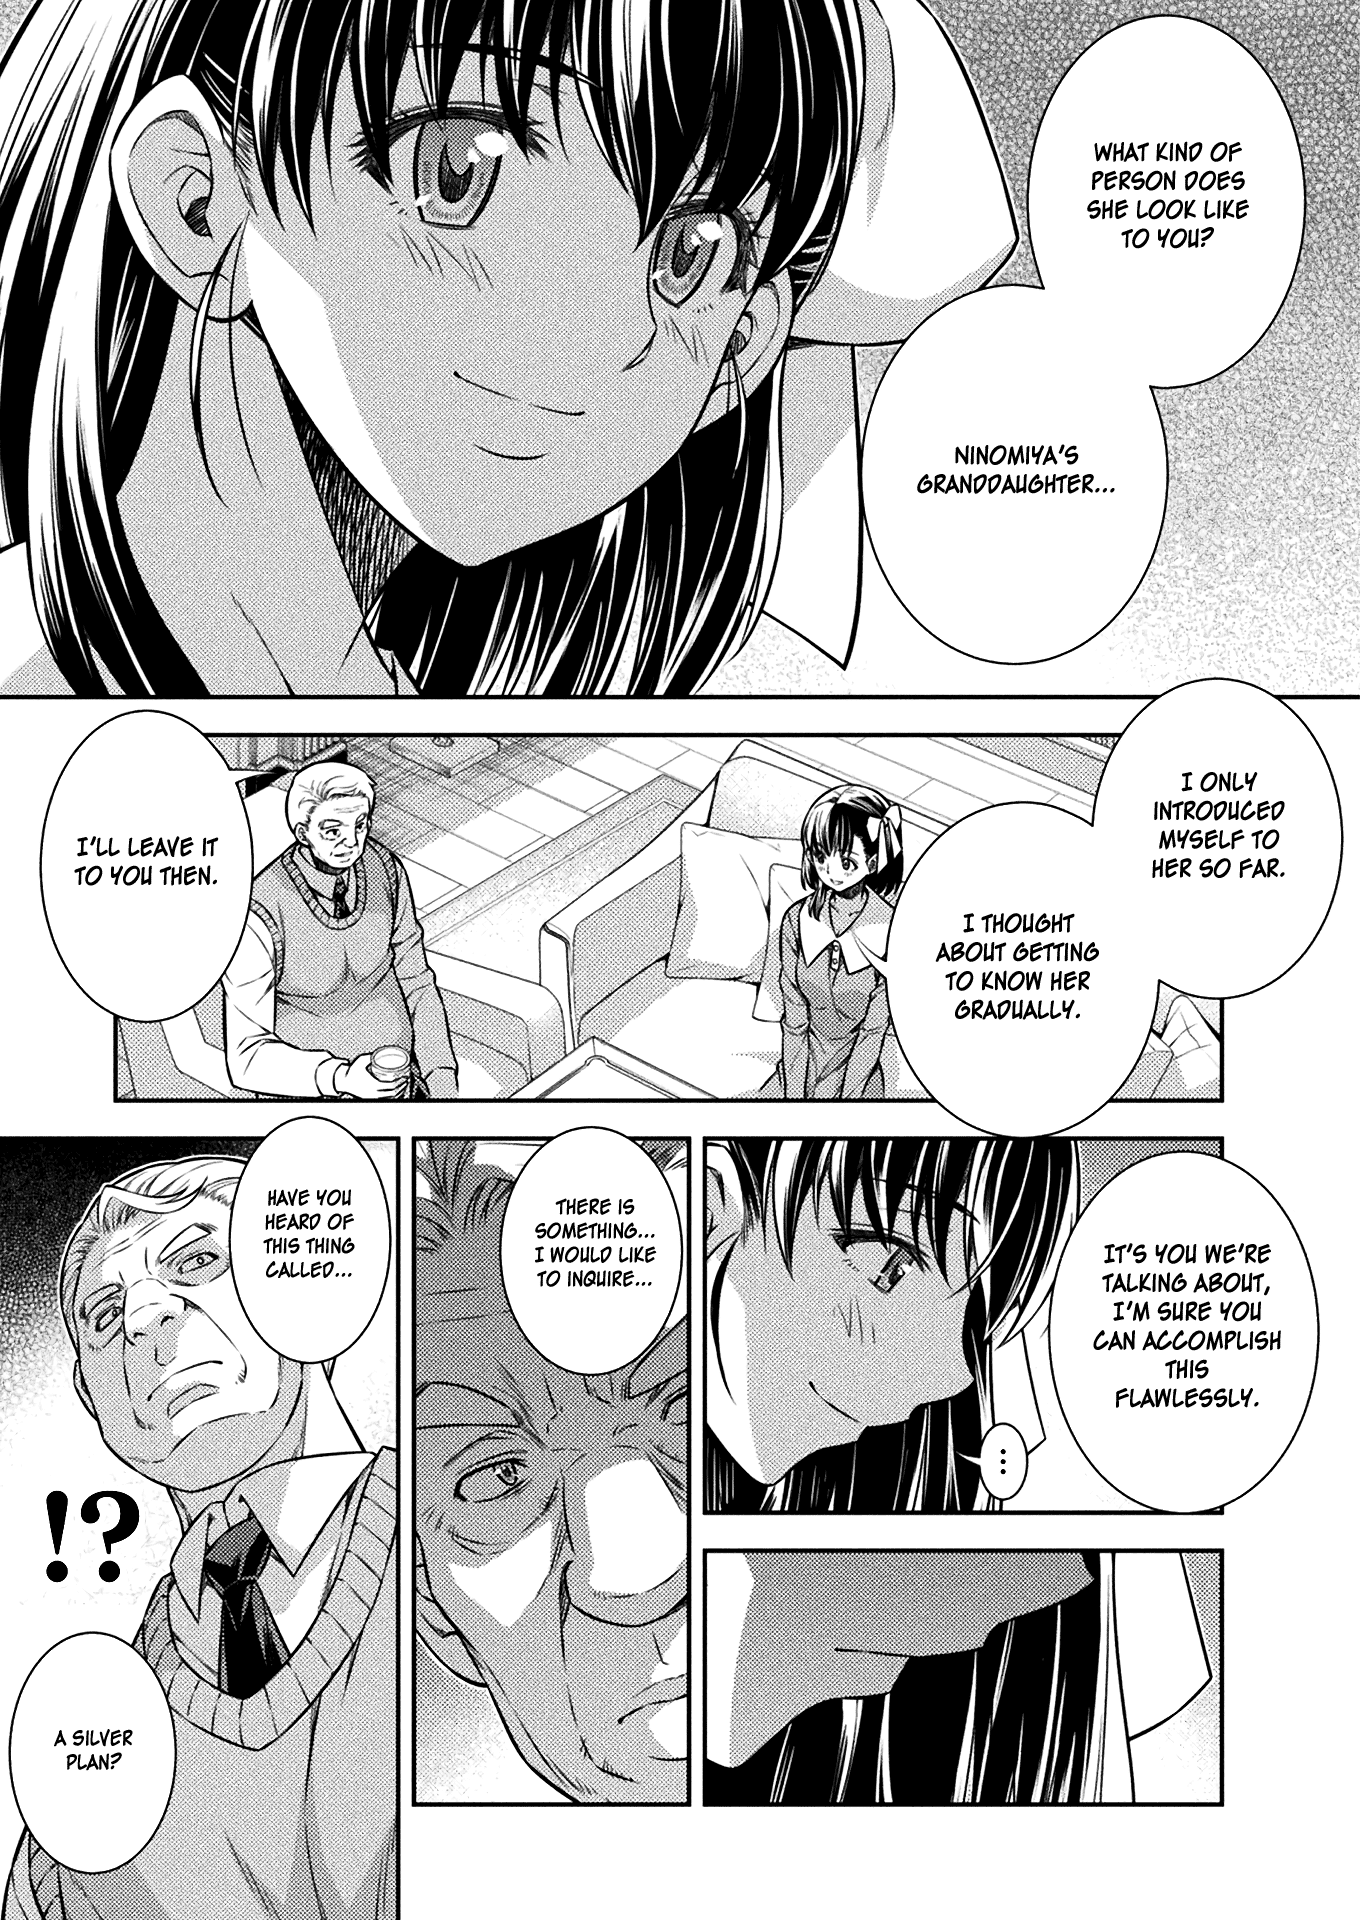 WHAT KIND OF
PERSON DOES
SHE LOOK LIKE
TO YOU?
NINOMIYA'S
GRANDDAUGHTER...
I ONLY
INTRODUCED
MYSELF TO
HER SO FAR.
I THOUGHT
ABOUT GETTING
TO KNOW HER
GRADUALLY.
I'LL LEAVE IT
TO YOU THEN.
IT'S YOU WE'RE
TALKING ABOUT,
I'M SURE YOU
CAN ACCOMPLISH
THIS
FLAWLESSLY.
...
THERE IS
SOMETHING...
I WOULD LIKE
TO INQUIRE...
HAVE YOU
HEARD OF
THIS THING
CALLED...
!?
A SILVER
PLAN?